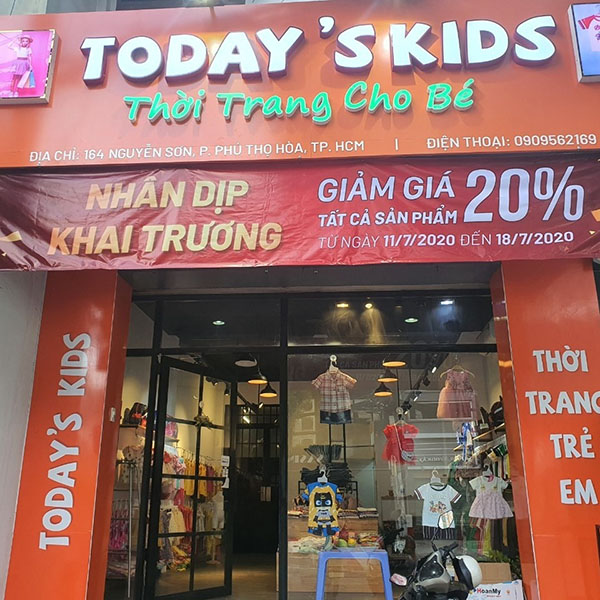 TODAY'S KIDS
Thời Trang Cho Bé
ĐỊA CHỈ: 164 NGUYỄN SƠN, P. PHÚ THỌ HÒA, TP. HCM | ĐIỆN THOẠI: 0909562169
NHÂN DỊP
KHAI TRƯƠNG
GIẢM GIÁ 20%
TẤT CẢ SẢN PHẨM
TỪ NGÀY 11/7/2020 ĐẾN 18/7/2020
TODAY'S KIDS
THỜI
TRANG
TRẺ
EM
HoanMy